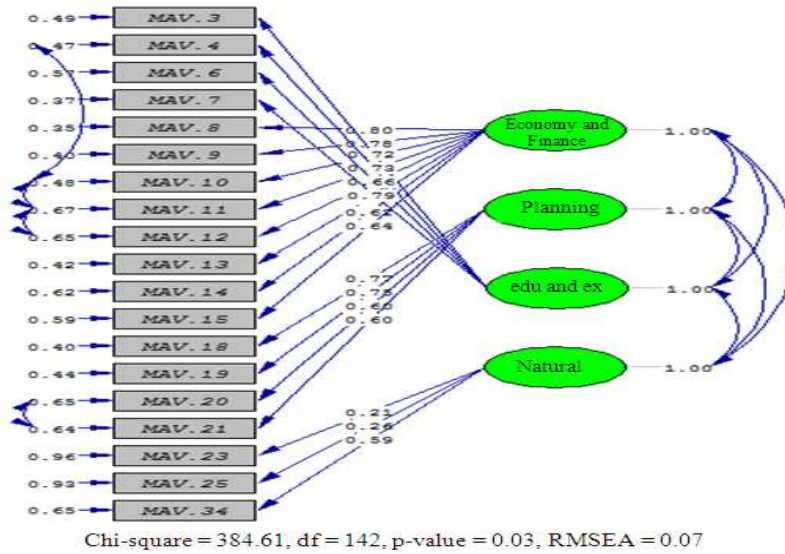 0.49 MAV.3
0.47 MAV.4
0.57 MAV.6
0.37 MAV.7
0.35 MAV.8
0.40 MAV.9
0.48 MAV.10
0.67 MAV.11
0.65 MAV.12
0.42 MAV.13
0.62 MAV.14
0.59 MAV.15
0.40 MAV.18
0.44 MAV.19
0.65 MAV.20
0.64 MAV.21
0.96 MAV.23
0.93 MAV.25
0.65 MAV.34
0.80
0.78
0.72
0.73
0.66
0.79
0.64
0.77
0.75
0.60
0.60
0.21
0.26
0.59
Economy and
Finance
1.00
Planning
1.00
edu and ex
1.00
Natural
1.00
Chi-square = 384.61, df = 142, p-value = 0.03, RMSEA = 0.07